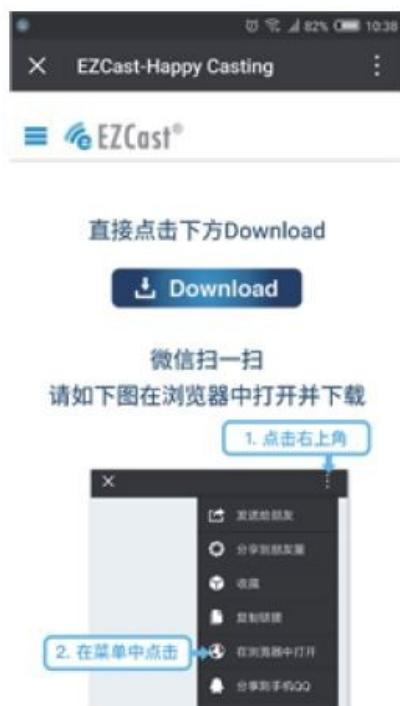 82% 10:38
EZCast-Happy Casting
EZCast®
直接点击下方Download
Download
微信扫一扫
请如下图在浏览器中打开并下载
1. 点击右上角
发送给朋友
分享到朋友圈
收藏
复制链接
2. 在菜单中点击
在浏览器中打开
分享到手机QQ